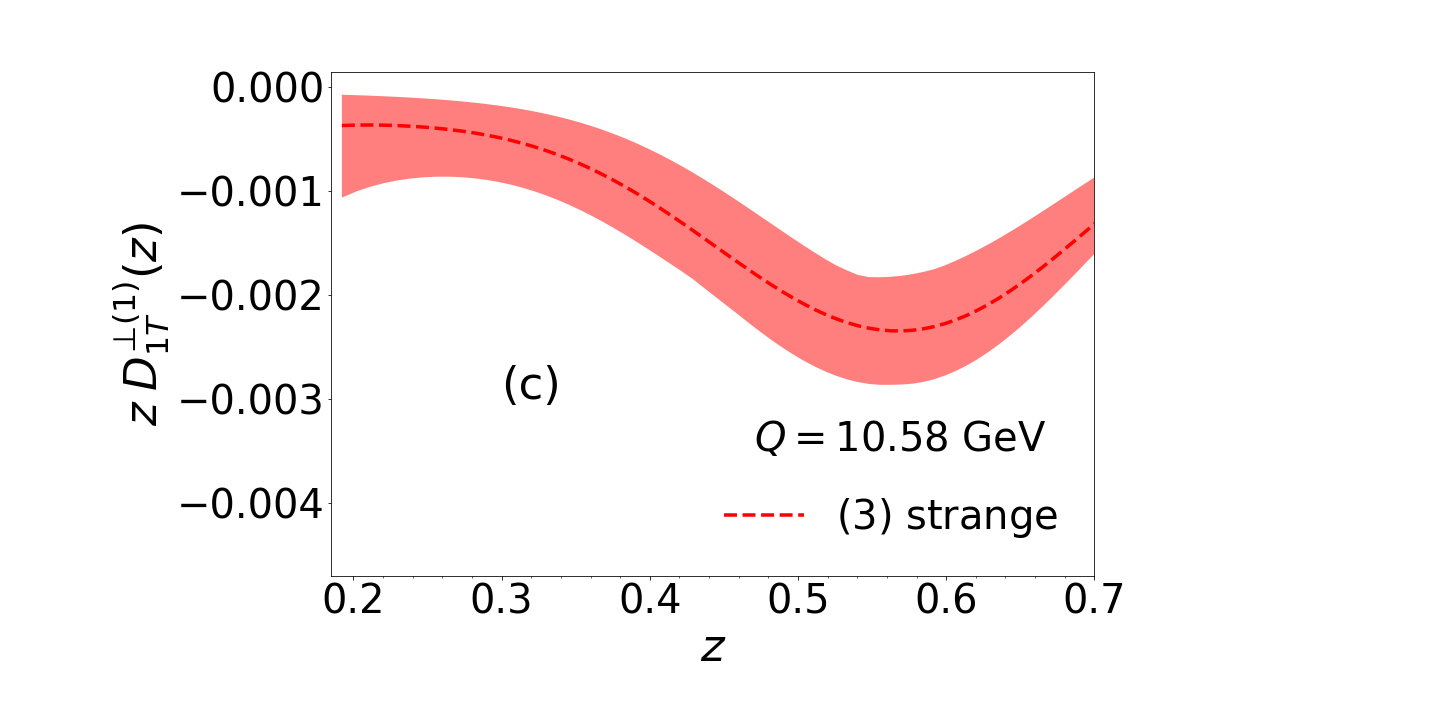 0.000
−0.001
−0.002
−0.003
−0.004
z D_{1T}^{⊥(1)}(z)
(c)
Q = 10.58 GeV
(3) strange
0.2 0.3 0.4 0.5 0.6 0.7
z